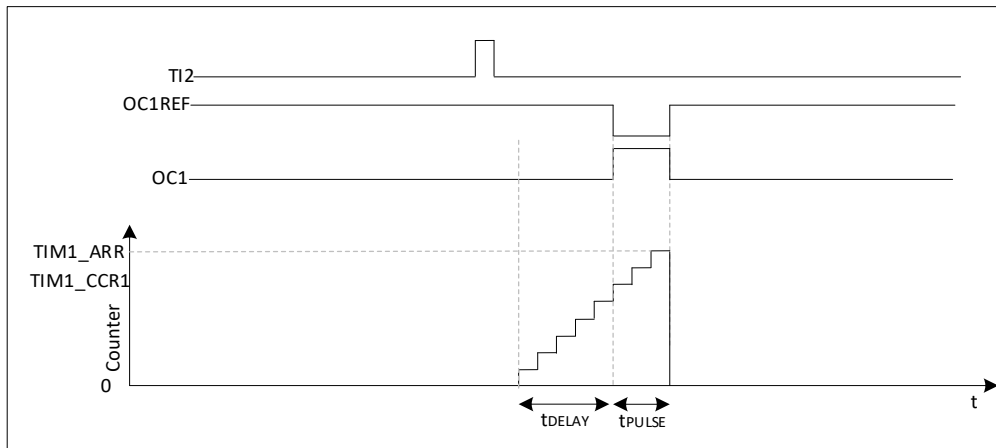 TI2
OC1REF
OC1
TIM1_ARR
TIM1_CCR1
Counter
0
t
tDELAY
tPULSE